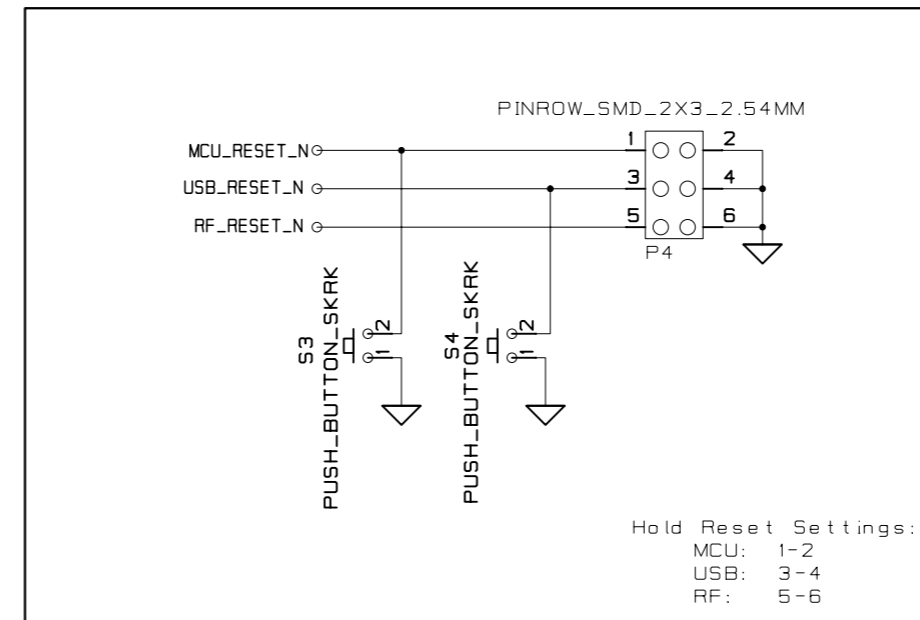 PINROW_SMD_2X3_2.54MM
MCU_RESET_N
1
2
USB_RESET_N
3
4
RF_RESET_N
5
6
P4
S3
PUSH_BUTTON_SKRK
2
1
S4
PUSH_BUTTON_SKRK
2
1
Hold Reset Settings:
MCU: 1-2
USB: 3-4
RF: 5-6